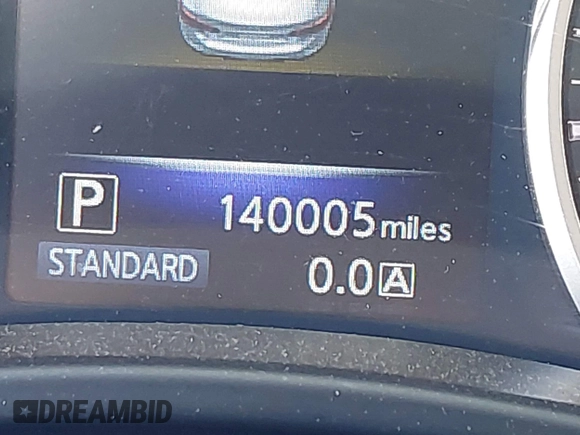 P
140005 miles
STANDARD
0.0 A
DREAMBID